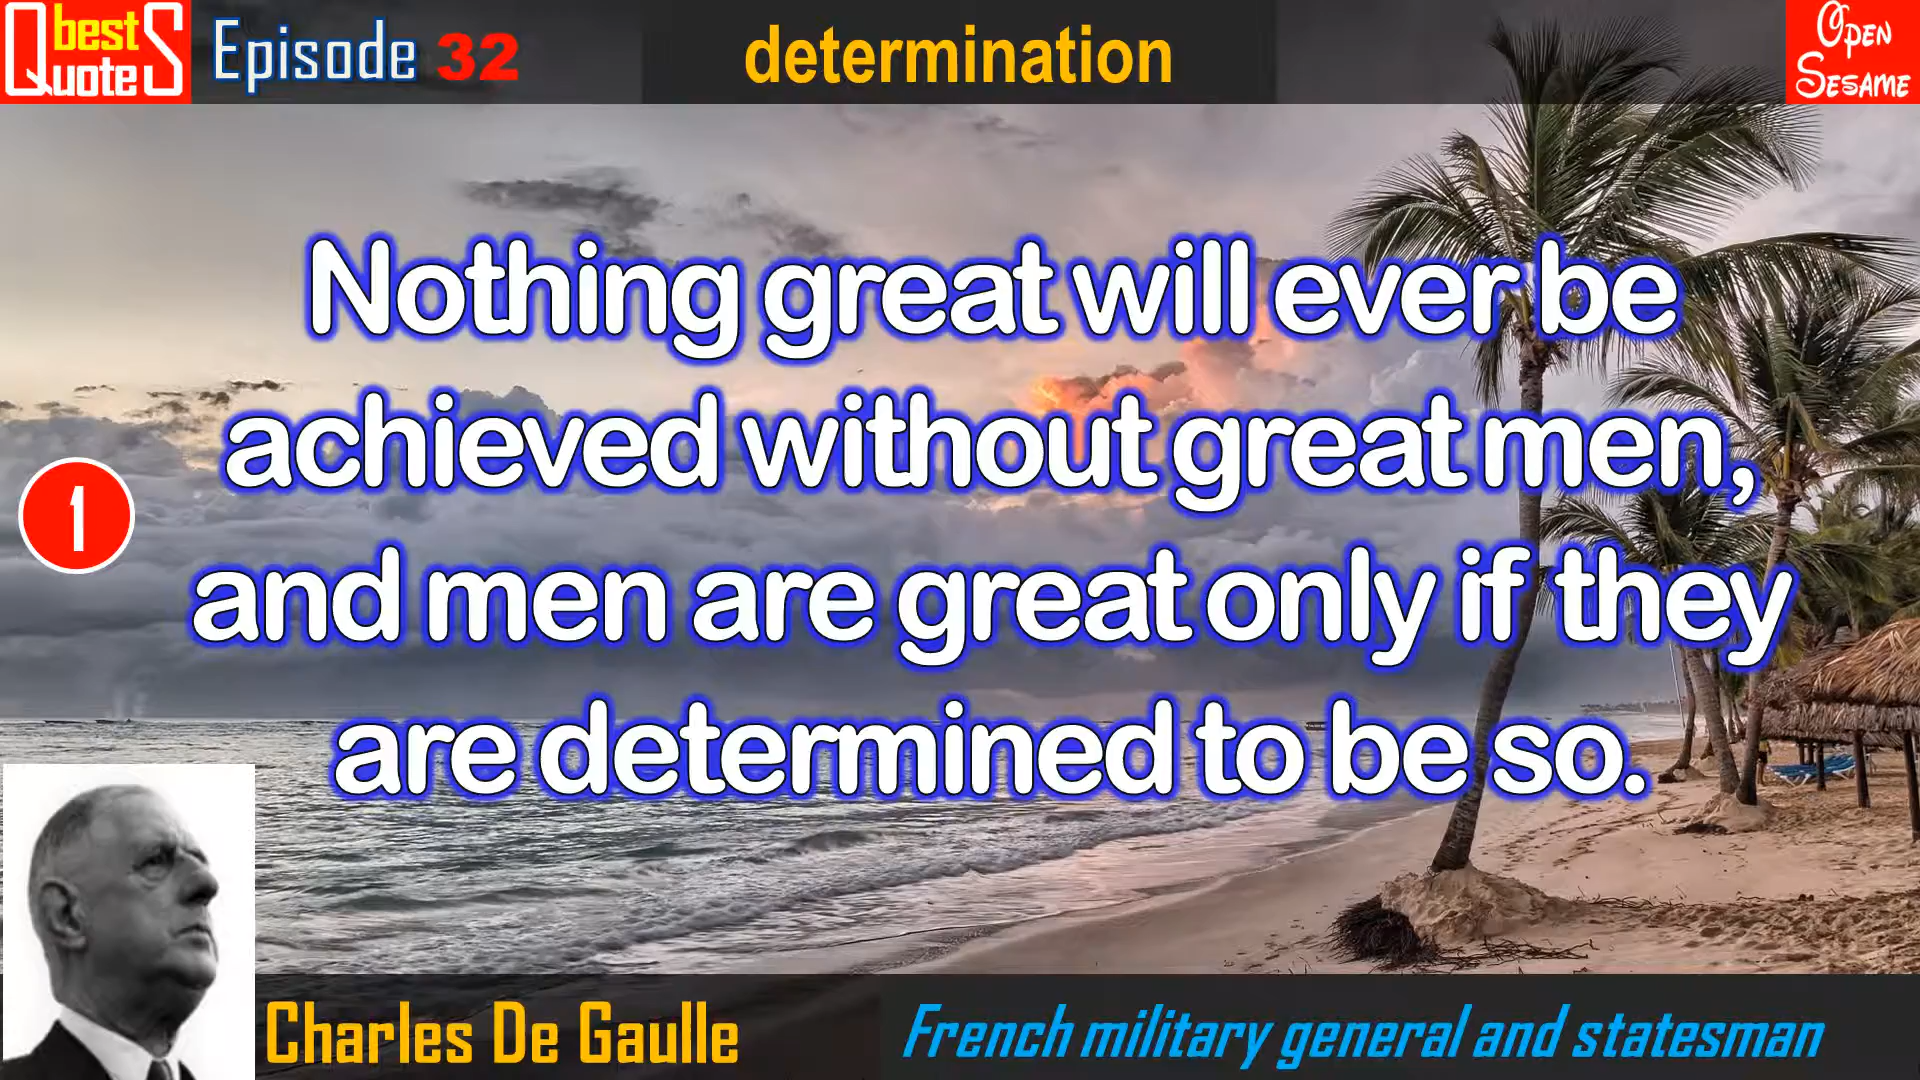 best
QuoteS
Episode 32
determination
OPEN
SESAME
Nothing great will ever be
achieved without great men,
1
and men are great only if they
are determined to be so.
Charles De Gaulle
French military general and statesman